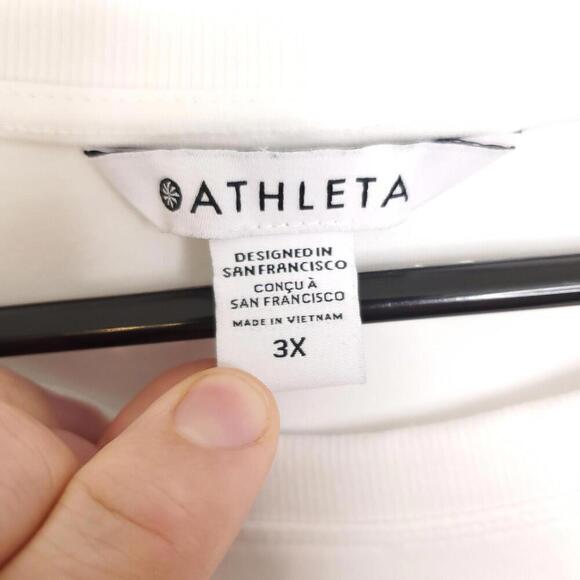 ATHLETA
DESIGNED IN
SAN FRANCISCO
CONÇU À
SAN FRANCISCO
MADE IN VIETNAM
3X